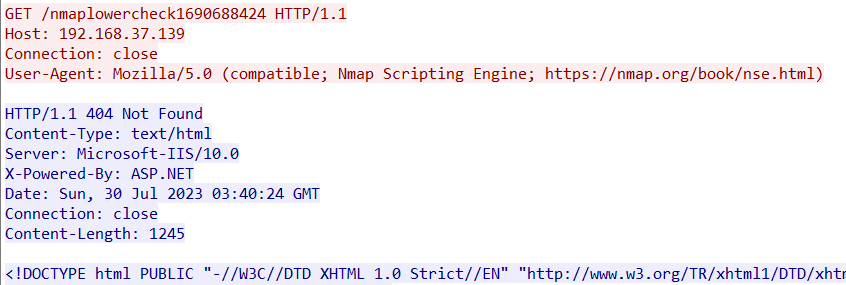 GET /nmaplowercheck1690688424 HTTP/1.1
Host: 192.168.37.139
Connection: close
User-Agent: Mozilla/5.0 (compatible; Nmap Scripting Engine; https://nmap.org/book/nse.html)
HTTP/1.1 404 Not Found
Content-Type: text/html
Server: Microsoft-IIS/10.0
X-Powered-By: ASP.NET
Date: Sun, 30 Jul 2023 03:40:24 GMT
Connection: close
Content-Length: 1245
<!DOCTYPE html PUBLIC "-//W3C//DTD XHTML 1.0 Strict//EN" "http://www.w3.org/TR/xhtml1/DTD/xhtm